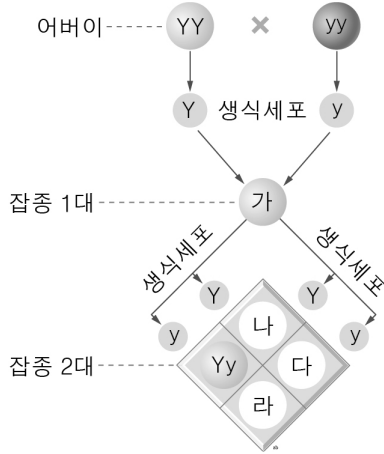 어버이 YY × yy
Y 생식세포 y
잡종 1대 가
생식세포 생식세포
Y Y
y y
나
잡종 2대 Yy 다
라